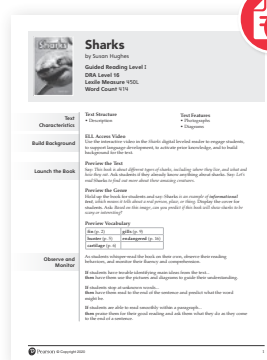 Sharks
Sharks
by Susan Hughes
Guided Reading Level I
DRA Level 16
Lexile Measure 450L
Word Count 414
Text
Characteristics
Text Structure
• Description
Text Features
• Photographs
• Diagrams
Build Background
ELL Access Video
Use the interactive video in the Sharks digital leveled reader to engage students,
to support language development, to activate prior knowledge, and to build
background for the text.
Launch the Book
Preview the Text
Say: This book is about different types of sharks, including where they live, and what and
how they eat. Ask students if they already know anything about sharks. Say: Let's
read Sharks to find out more about these amazing creatures.
Preview the Genre
Hold up the book for students and say: Sharks is an example of informational
text, which means it tells about a real person, place, or thing. Display the cover for
students. Ask: Based on this image, can you predict if this book will show sharks to be
scary or interesting?
Preview Vocabulary
fin (p. 2) gills (p. 9)
hunter (p. 3) endangered (p. 16)
cartilage (p. 6)
Observe and
Monitor
As students whisper-read the book on their own, observe their reading
behaviors, and monitor their fluency and comprehension.
If students have trouble identifying main ideas from the text...
then have them use the pictures and diagrams to guide their understanding.
If students stop at unknown words...
then have them read to the end of the sentence and predict what the word
might be.
If students are able to read smoothly within a paragraph...
then praise them for their good reading and ask them what they do as they come
to the end of a sentence.
Pearson © Copyright 2020